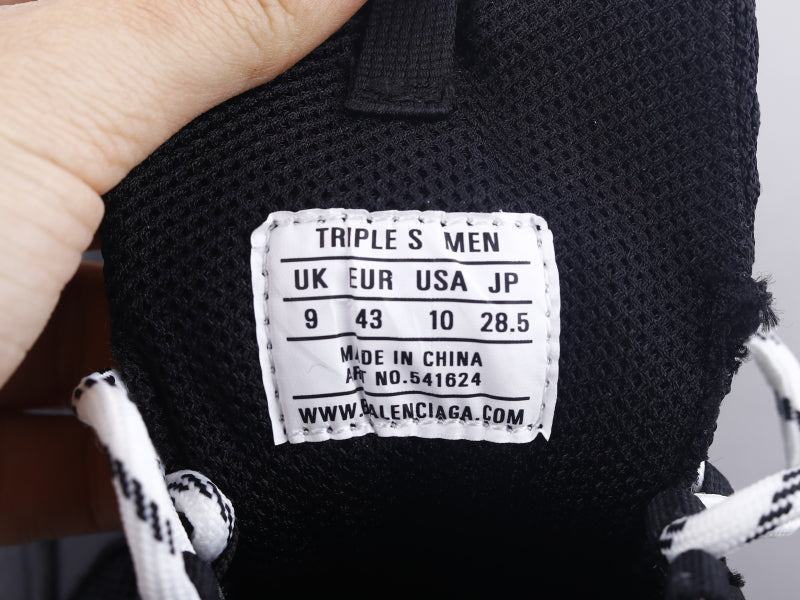 TRIPLE S MEN
UK EUR USA JP
9 43 10 28.5
MADE IN CHINA
ART NO.541624
WWW.BALENCIAGA.COM